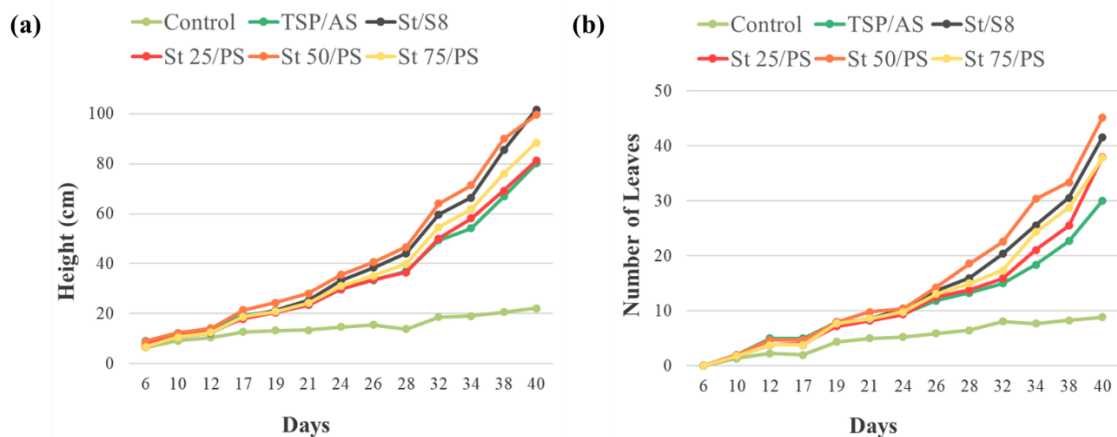 (a)
Control TSP/AS St/S8
St 25/PS St 50/PS St 75/PS
Height (cm)
100
80
60
40
20
0
6 10 12 17 19 21 24 26 28 32 34 38 40
Days
(b)
Control TSP/AS St/S8
St 25/PS St 50/PS St 75/PS
Number of Leaves
50
40
30
20
10
0
6 10 12 17 19 21 24 26 28 32 34 38 40
Days